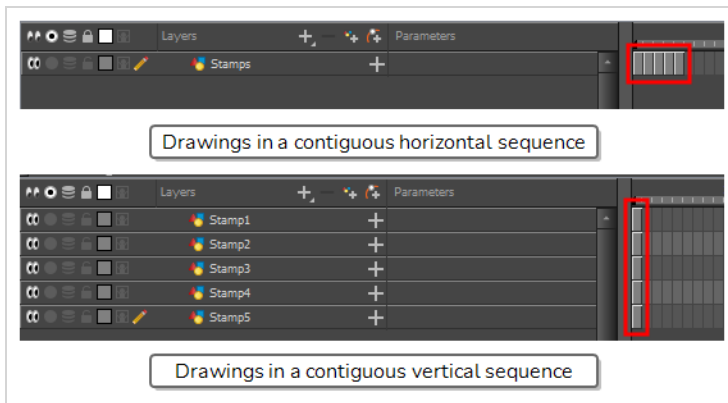 Layers Parameters
Stamps
Drawings in a contiguous horizontal sequence
Layers Parameters
Stamp1
Stamp2
Stamp3
Stamp4
Stamp5
Drawings in a contiguous vertical sequence